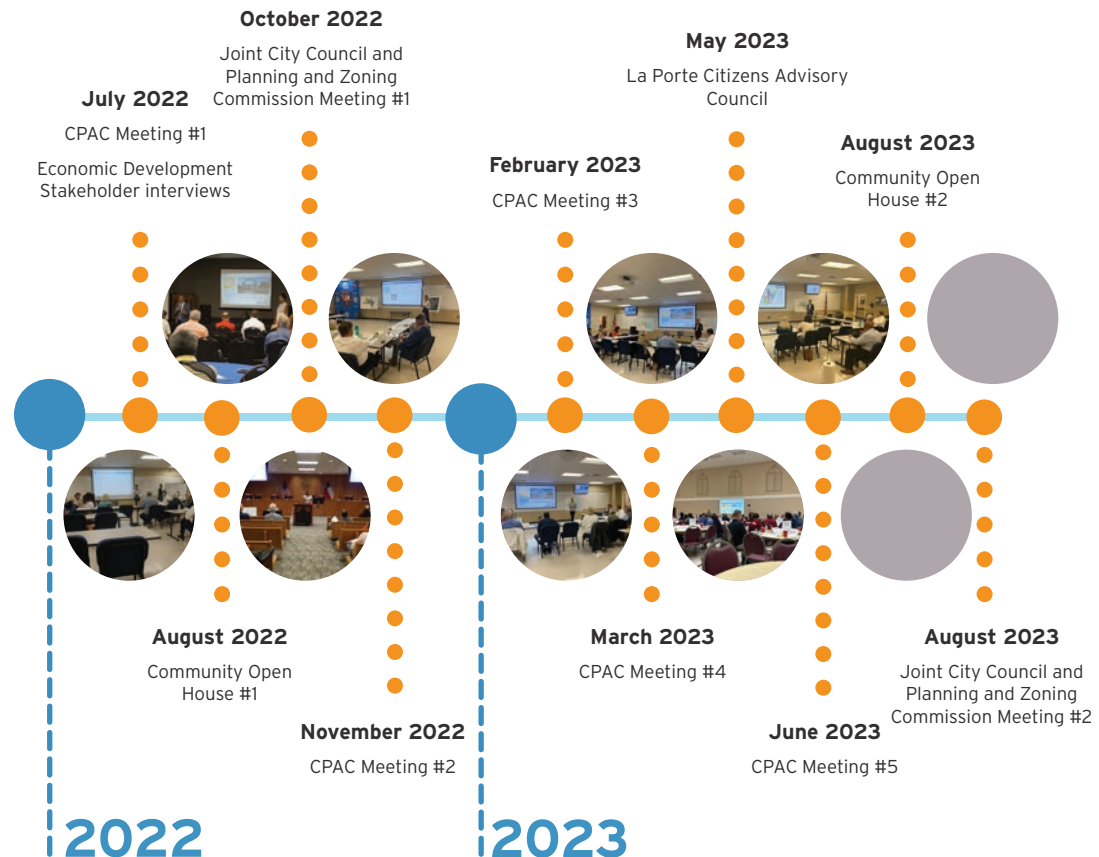 October 2022
Joint City Council and
Planning and Zoning
Commission Meeting #1
July 2022
CPAC Meeting #1
Economic Development
Stakeholder interviews
May 2023
La Porte Citizens Advisory
Council
February 2023
CPAC Meeting #3
August 2023
Community Open
House #2
August 2022
Community Open
House #1
November 2022
CPAC Meeting #2
March 2023
CPAC Meeting #4
June 2023
CPAC Meeting #5
August 2023
Joint City Council and
Planning and Zoning
Commission Meeting #2
2022
2023